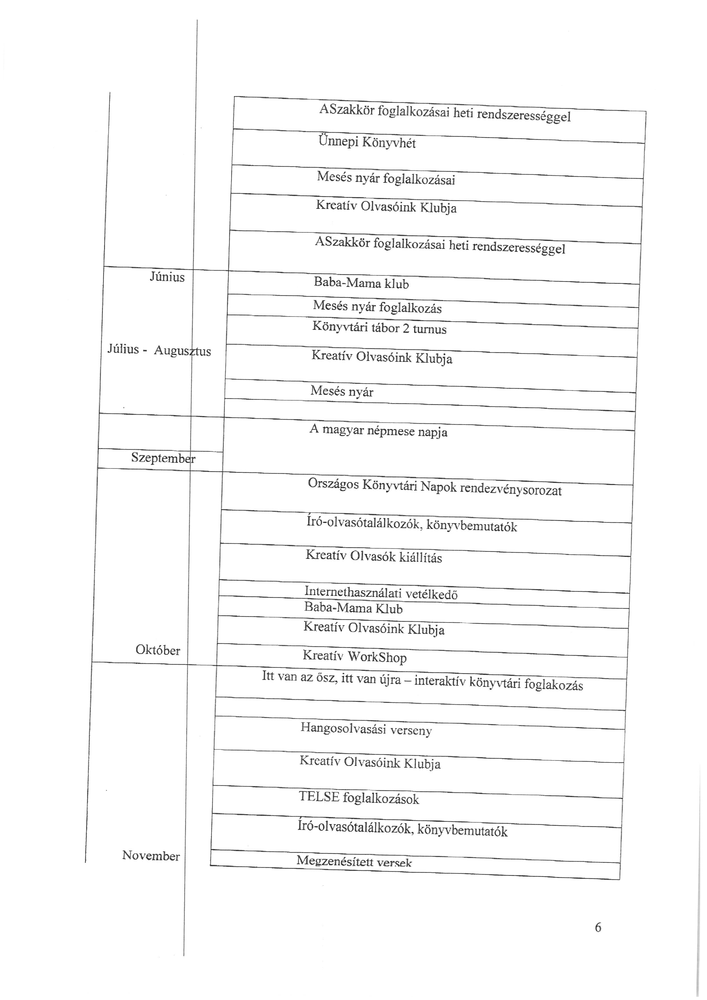 ASzakkör foglalkozásai heti rendszerességgel
Ünnepi Könyvhét
Mesés nyár foglalkozásai
Kreatív Olvasóink Klubja
ASzakkör foglalkozásai heti rendszerességgel
Június
Baba-Mama klub
Mesés nyár foglalkozás
Könyvtári tábor 2 turnus
Július - Augusztus
Kreatív Olvasóink Klubja
Mesés nyár
A magyar népmese napja
Szeptember
Országos Könyvtári Napok rendezvénysorozat
Író-olvasótalálkozók, könyvbemutatók
Kreatív Olvasók kiállítás
Internethasználati vetélkedő
Baba-Mama Klub
Kreatív Olvasóink Klubja
Október
Kreatív WorkShop
Itt van az ősz, itt van újra – interaktív könyvtári foglakozás
Hangosolvasási verseny
Kreatív Olvasóink Klubja
TELSE foglalkozások
Író-olvasótalálkozók, könyvbemutatók
November
Megzenésített versek
6